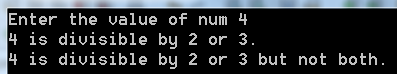 Enter the value of num 4
4 is divisible by 2 or 3.
4 is divisible by 2 or 3 but not both.